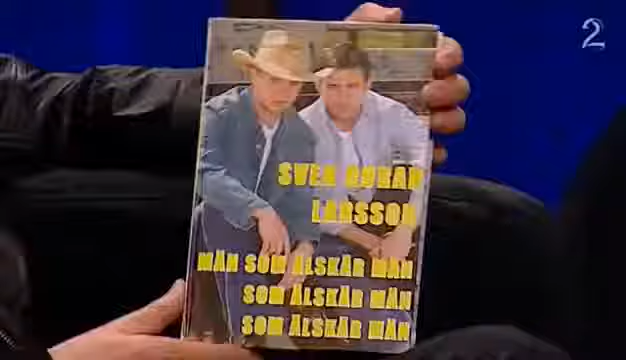 2
SVEN GÖRAN
LARSSON
MÄN SOM ÄLSKAR MÄN
SOM ÄLSKAR MÄN
SOM ÄLSKAR MÄN